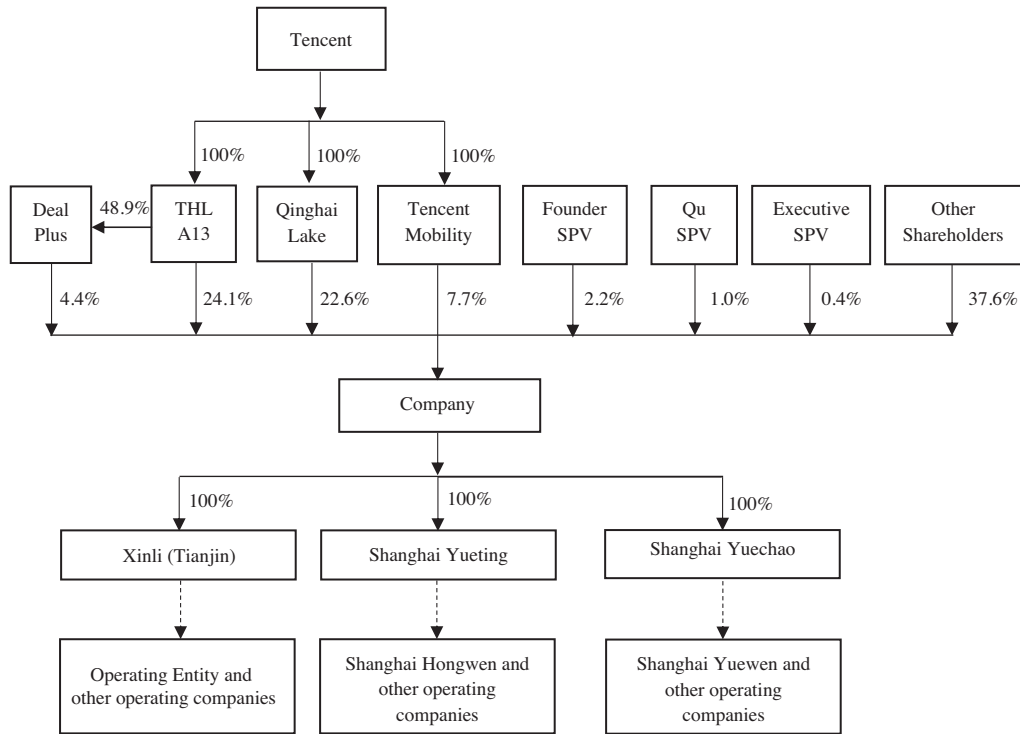 Tencent
100%
100%
100%
Deal
Plus
48.9%
THL
A13
Qinghai
Lake
Tencent
Mobility
Founder
SPV
Qu
SPV
Executive
SPV
Other
Shareholders
4.4%
24.1%
22.6%
7.7%
2.2%
1.0%
0.4%
37.6%
Company
100%
100%
100%
Xinli (Tianjin)
Shanghai Yueting
Shanghai Yuechao
Operating Entity and
other operating companies
Shanghai Hongwen and
other operating
companies
Shanghai Yuewen and
other operating
companies